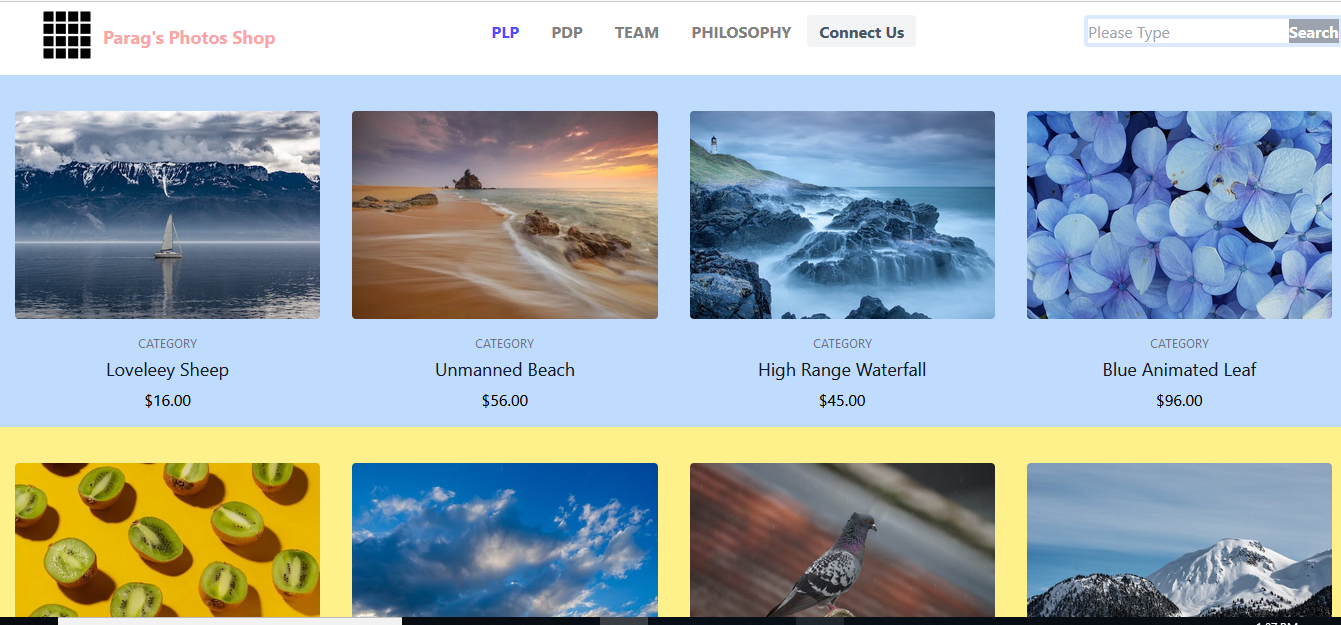 Parag's Photos Shop
PLP PDP TEAM PHILOSOPHY Connect Us
Please Type Search
CATEGORY
Loveleey Sheep
$16.00
CATEGORY
Unmanned Beach
$56.00
CATEGORY
High Range Waterfall
$45.00
CATEGORY
Blue Animated Leaf
$96.00